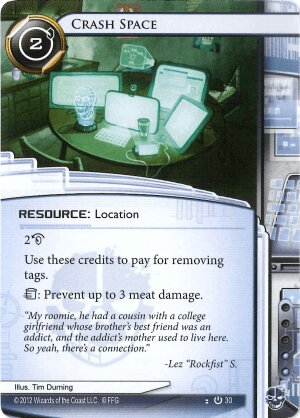 2
Crash Space
RESOURCE: Location
2
Use these credits to pay for removing
tags.
: Prevent up to 3 meat damage.
“My roomie, he had a cousin with a college
girlfriend whose brother’s best friend was an
addict, and the addict’s mother used to live here.
So yeah, there’s a connection.”
-Lez “Rockfist” S.
Illus. Tim Durning
© 2012 Wizards of the Coast LLC. © FFG
30